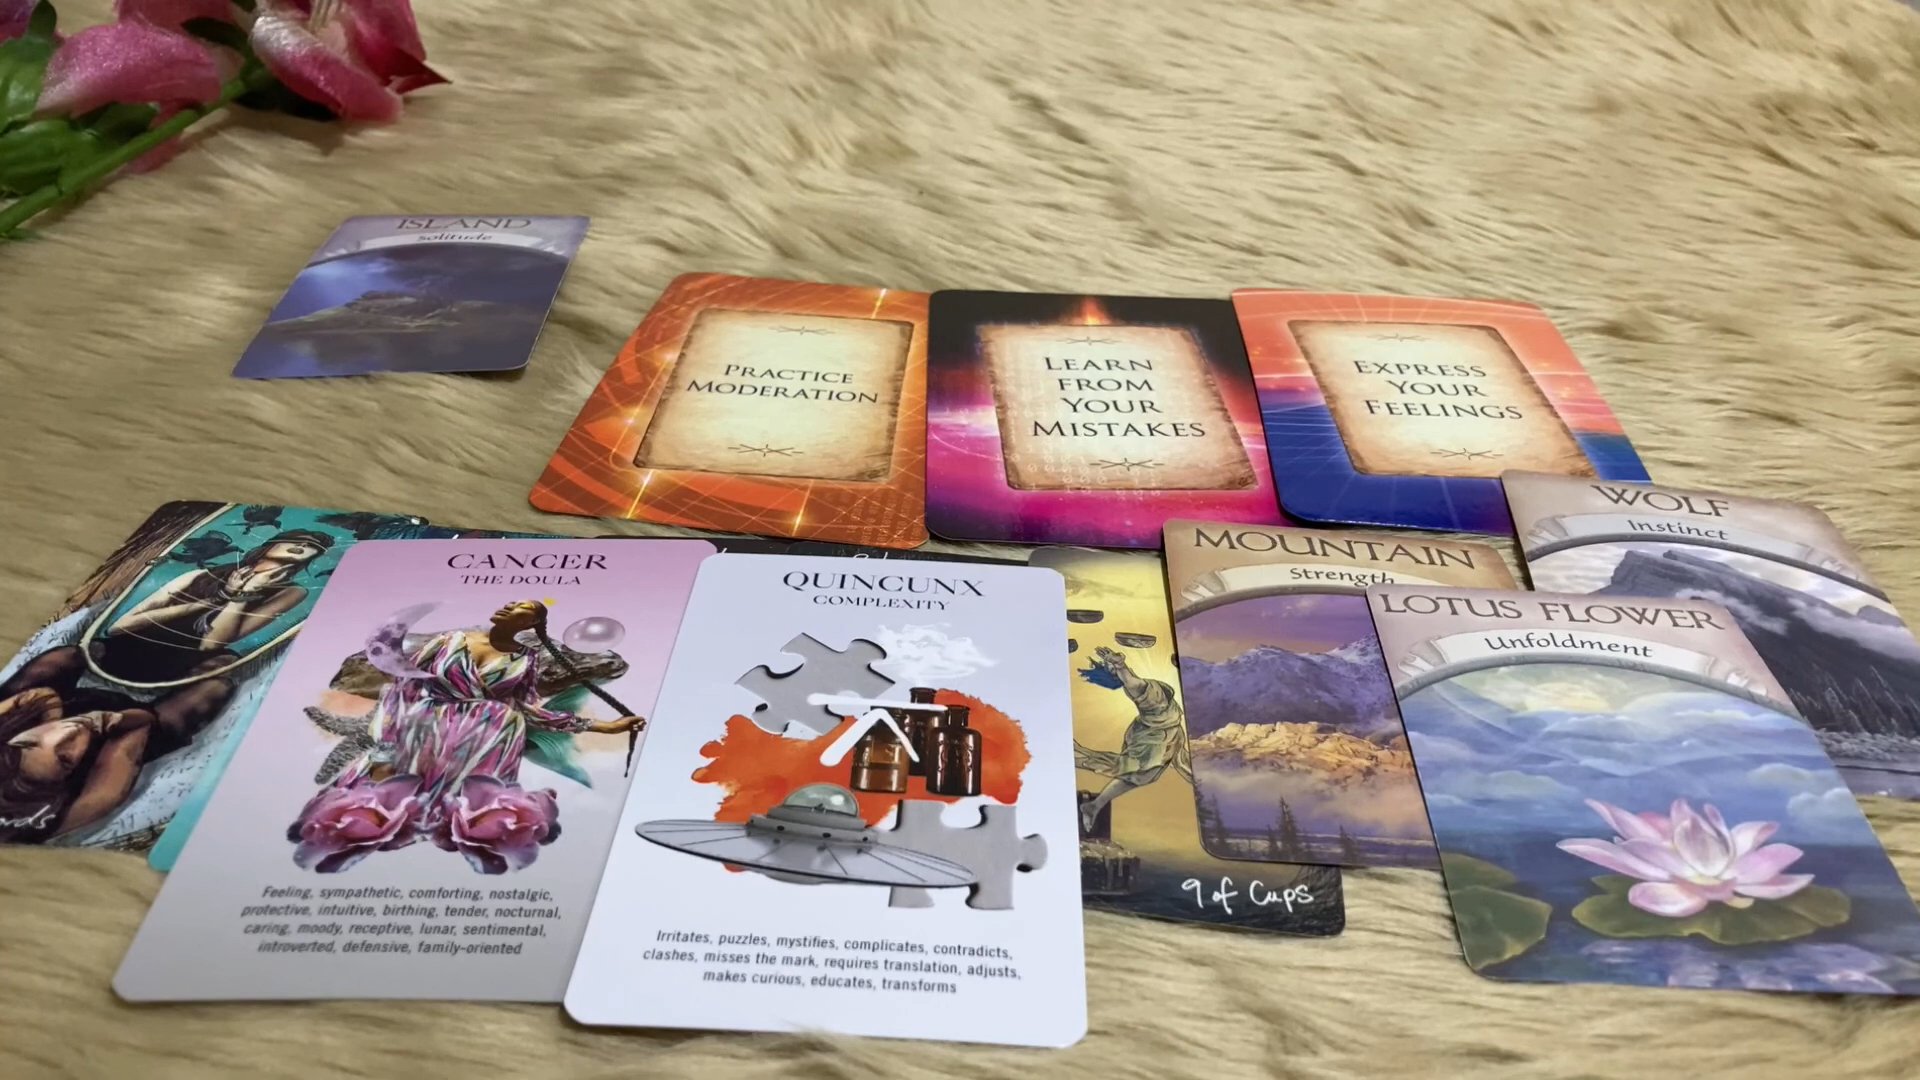 ISLAND
solitude
PRACTICE
MODERATION
LEARN
FROM
YOUR
MISTAKES
EXPRESS
YOUR
FEELINGS
WOLF
Instinct
MOUNTAIN
Strength
LOTUS FLOWER
Unfoldment
CANCER
THE DOULA
Feeling, sympathetic, comforting, nostalgic,
protective, intuitive, birthing, tender, nocturnal,
caring, moody, receptive, lunar, sentimental,
introverted, defensive, family-oriented
QUINCUNX
COMPLEXITY
Irritates, puzzles, mystifies, complicates, contradicts,
clashes, misses the mark, requires translation, adjusts,
makes curious, educates, transforms
9 of Cups